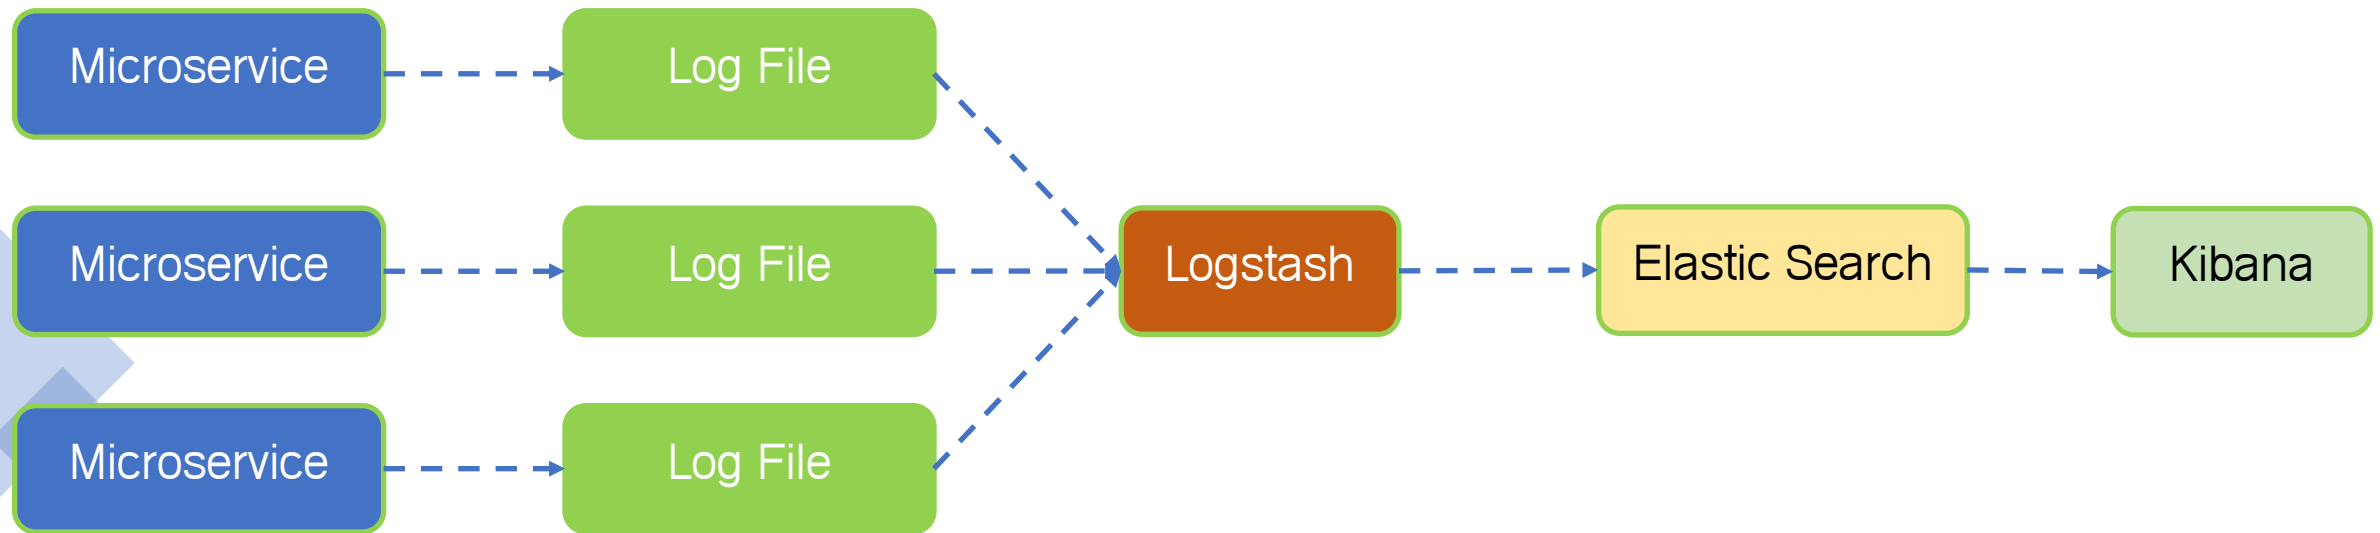 Microservice
Log File
Microservice
Log File
Logstash
Elastic Search
Kibana
Microservice
Log File